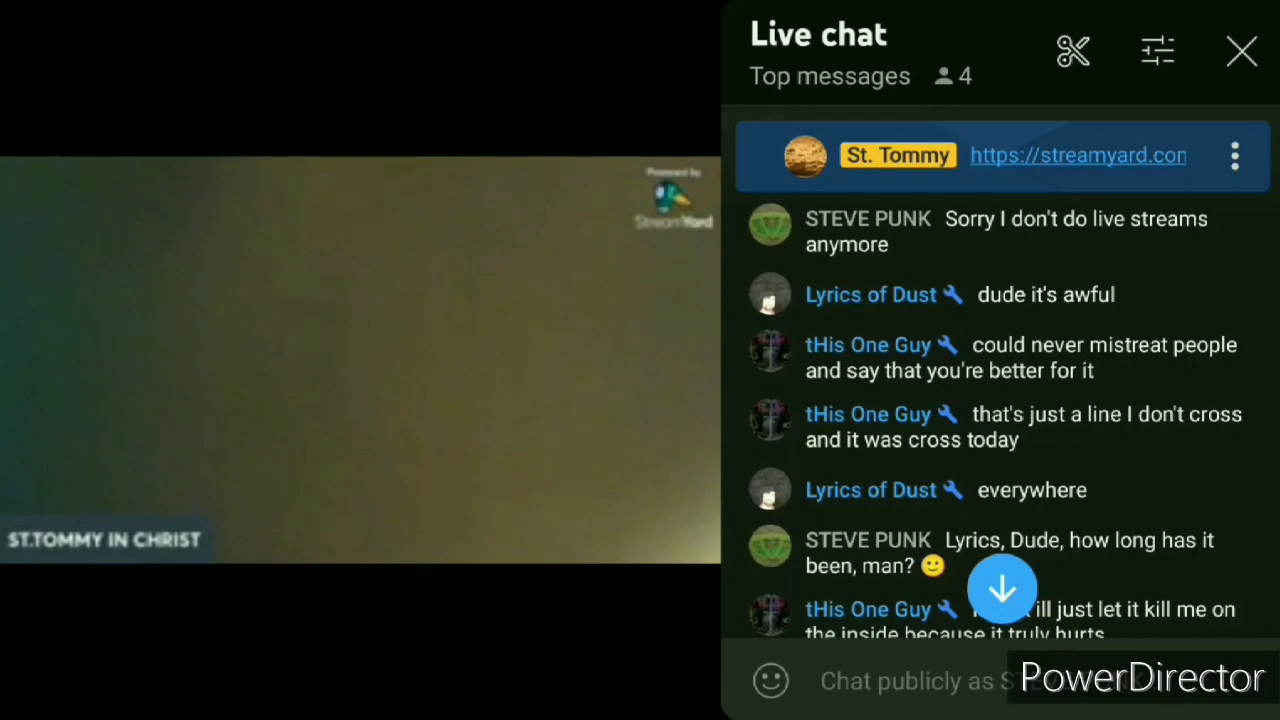 Live chat
Top messages 4
St. Tommy https://streamyard.con
Powered by
StreamYard
STEVE PUNK Sorry I don't do live streams
anymore
Lyrics of Dust dude it's awful
tHis One Guy could never mistreat people
and say that you're better for it
tHis One Guy that's just a line I don't cross
and it was cross today
Lyrics of Dust everywhere
STEVE PUNK Lyrics, Dude, how long has it
been, man? 🙂
ST.TOMMY IN CHRIST
tHis One Guy ill just let it kill me on
the inside because it truly hurts
Chat publicly as
PowerDirector